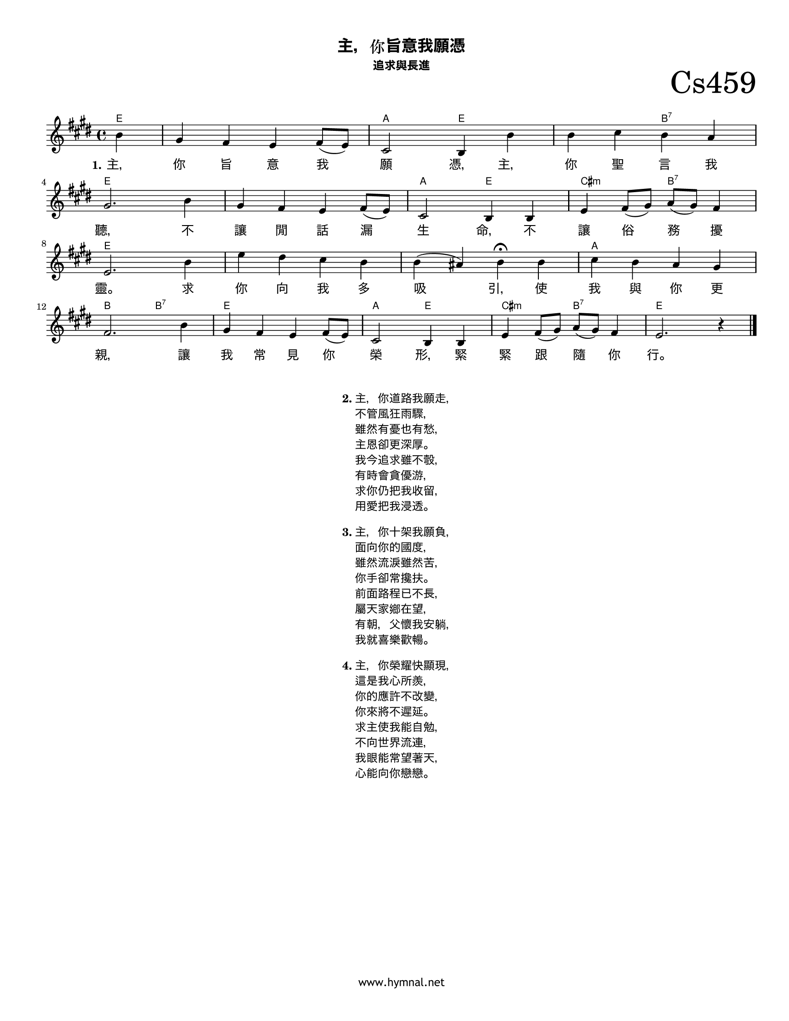 主，你旨意我願憑
追求與長進
Cs459
E A E B7
1. 主， 你 旨 意 我 願 憑， 主， 你 聖 言 我
4 E A E C♯m B7
聽， 不 讓 閒 話 漏 生 命， 不 讓 俗 務 擾
8 E A
靈。 求 你 向 我 多 吸 引， 使 我 與 你 更
12 B B7 E A E C♯m B7 E
親， 讓 我 常 見 你 榮 形， 緊 緊 跟 隨 你 行。
2. 主，你道路我願走，
不管風狂雨驟，
雖然有憂也有愁，
主恩卻更深厚。
我今追求雖不彀，
有時會貪優游，
求你仍把我收留，
用愛把我浸透。
3. 主，你十架我願負，
面向你的國度，
雖然流淚雖然苦，
你手卻常攙扶。
前面路程已不長，
屬天家鄉在望，
有朝，父懷我安躺，
我就喜樂歡暢。
4. 主，你榮耀快顯現，
這是我心所羨，
你的應許不改變，
你來將不遲延。
求主使我能自勉，
不向世界流連，
我眼能常望著天，
心能向你戀戀。
www.hymnal.net